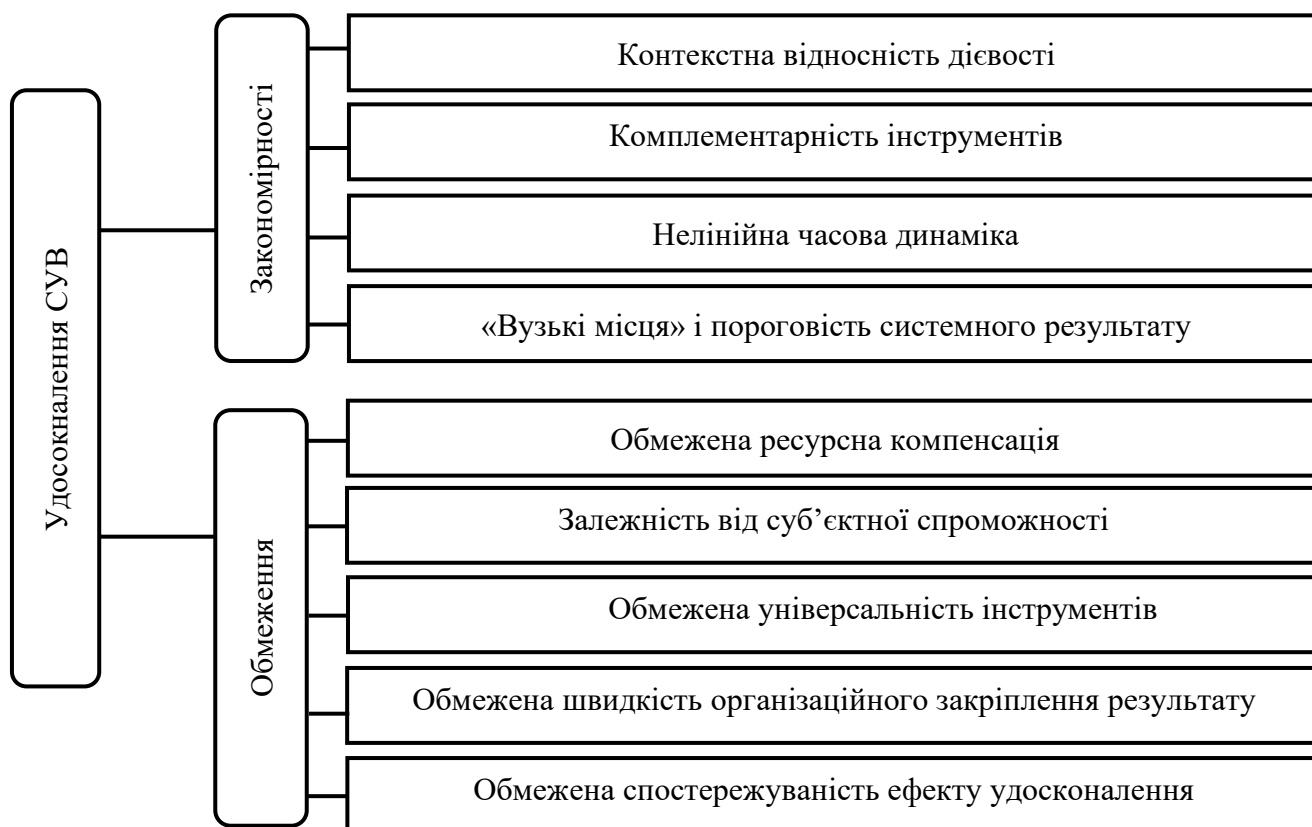 Удосокналення СУВ
Закономірності
Контекстна відносність дієвості
Комплементарність інструментів
Нелінійна часова динаміка
«Вузькі місця» і пороговість системного результату
Обмеження
Обмежена ресурсна компенсація
Залежність від суб’єктної спроможності
Обмежена універсальність інструментів
Обмежена швидкість організаційного закріплення результату
Обмежена спостережуваність ефекту удосконалення